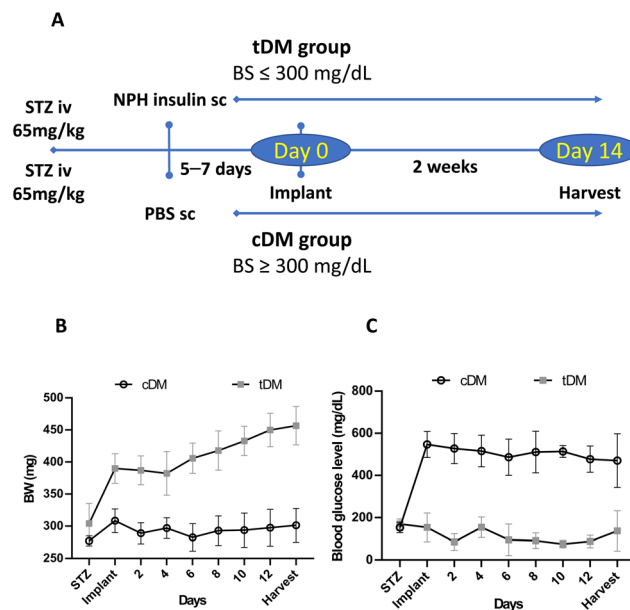 A
tDM group
BS ≤ 300 mg/dL
STZ iv
65mg/kg
NPH insulin sc
Day 0
Day 14
STZ iv
65mg/kg
5–7 days
2 weeks
Implant
Harvest
PBS sc
cDM group
BS ≥ 300 mg/dL
B
cDM
tDM
BW (mg)
500
450
400
350
300
250
STZ
Implant
2
4
6
8
10
12
Harvest
Days
C
cDM
tDM
Blood glucose level (mg/dL)
800
600
400
200
0
STZ
Implant
2
4
6
8
10
12
Harvest
Days